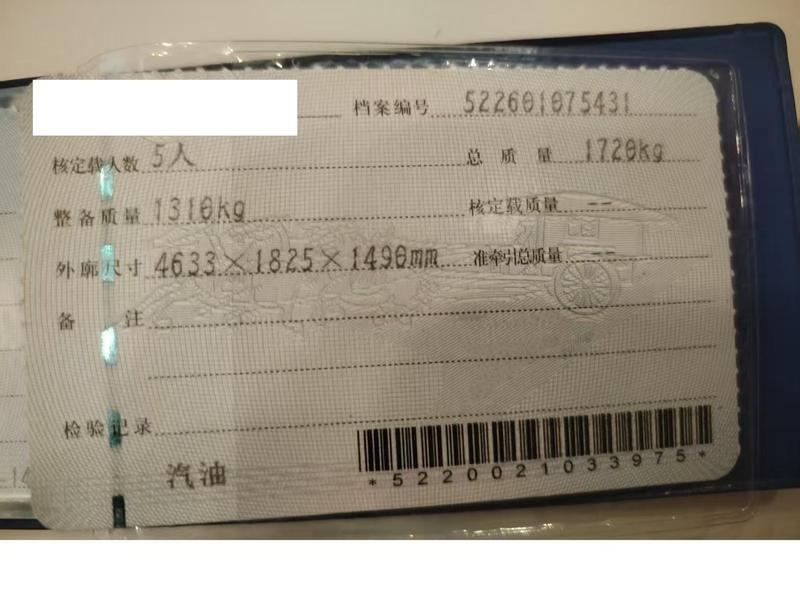 档案编号 522601075431
核定载人数 5人 总质量 1720kg
整备质量 1310kg 核定载质量 --
外廓尺寸 4633×1825×1490mm 准牵引总质量 --
备注
检验记录
汽油
*5220021033975*